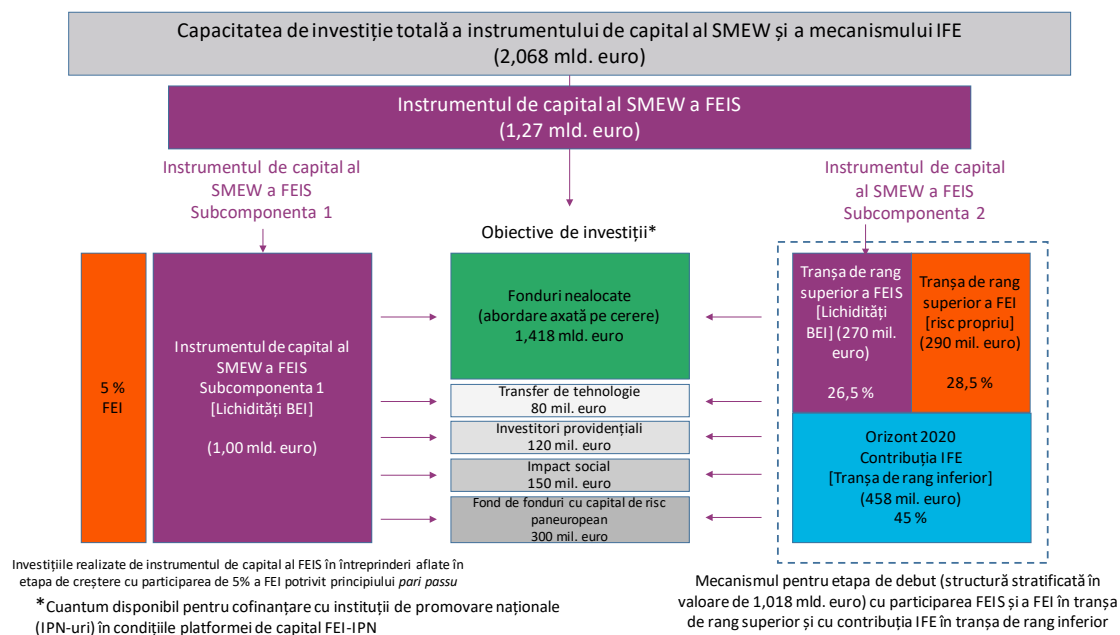 Capacitatea de investiție totală a instrumentului de capital al SMEW și a mecanismului IFE
(2,068 mld. euro)
Instrumentul de capital al SMEW a FEIS
(1,27 mld. euro)
Instrumentul de capital al
SMEW a FEIS
Subcomponenta 1
Instrumentul de capital
al SMEW a FEIS
Subcomponenta 2
Obiective de investiții*
5 %
FEI
Instrumentul de capital al
SMEW a FEIS
Subcomponenta 1
[Lichidități BEI]
(1,00 mld. euro)
Fonduri nealocate
(abordare axată pe cerere)
1,418 mld. euro
Transfer de tehnologie
80 mil. euro
Investitori providențiali
120 mil. euro
Impact social
150 mil. euro
Fond de fonduri cu capital de risc
paneuropean
300 mil. euro
Tranșa de rang
superior a FEIS
[Lichidități
BEI] (270 mil.
euro)
26,5 %
Tranșa de rang
superior a FEI
[risc propriu]
(290 mil. euro)
28,5 %
Orizont 2020
Contribuția IFE
[Tranșa de rang inferior]
(458 mil. euro)
45 %
Investițiile realizate de instrumentul de capital al FEIS în întreprinderi aflate în
etapa de creștere cu participarea de 5% a FEI potrivit principiului pari passu
*Cuantum disponibil pentru cofinanțare cu instituții de promovare naționale
(IPN-uri) în condițiile platformei de capital FEI-IPN
Mecanismul pentru etapa de debut (structură stratificată în
valoare de 1,018 mld. euro) cu participarea FEIS și a FEI în tranșa
de rang superior și cu contribuția IFE în tranșa de rang inferior